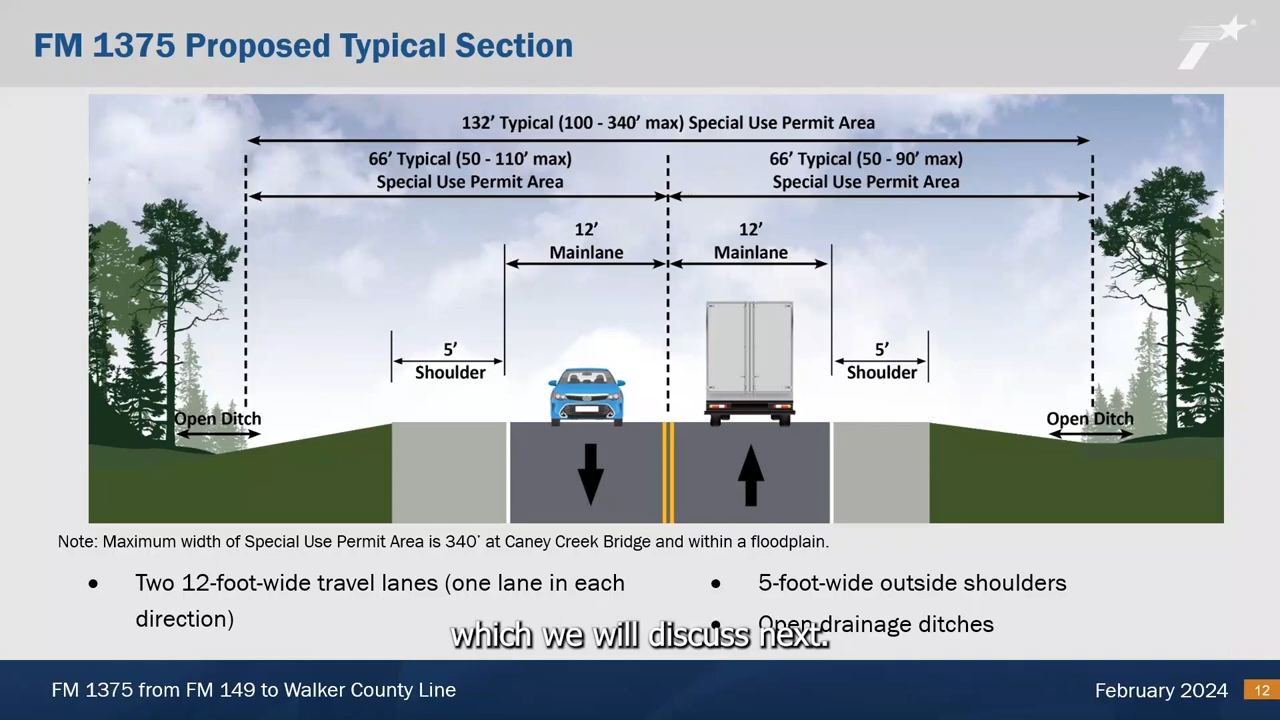 FM 1375 Proposed Typical Section
132’ Typical (100 - 340’ max) Special Use Permit Area
66’ Typical (50 - 110’ max)
Special Use Permit Area
66’ Typical (50 - 90’ max)
Special Use Permit Area
12’
Mainlane
12’
Mainlane
5’
Shoulder
5’
Shoulder
Open Ditch
Open Ditch
Note: Maximum width of Special Use Permit Area is 340’ at Caney Creek Bridge and within a floodplain.
• Two 12-foot-wide travel lanes (one lane in each
direction)
• 5-foot-wide outside shoulders
• Open drainage ditches
which we will discuss next.
FM 1375 from FM 149 to Walker County Line
February 2024
12